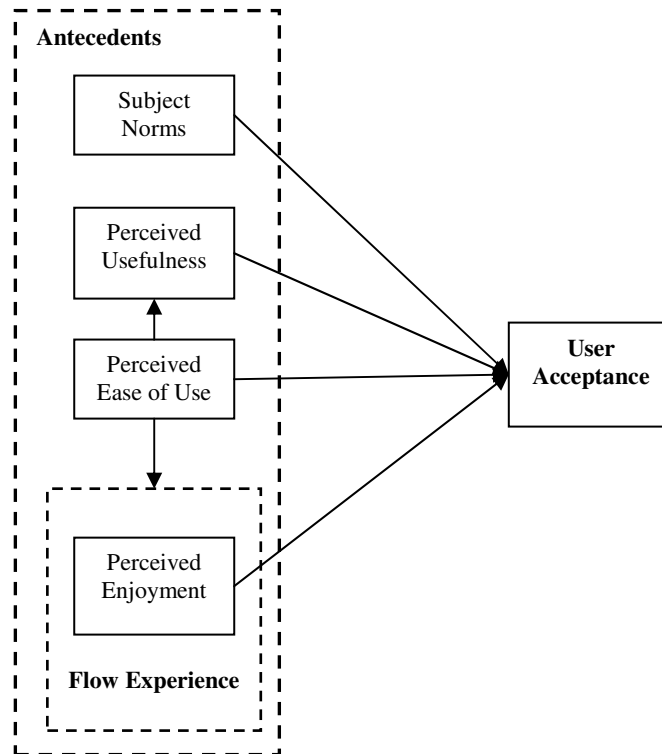 Antecedents
Subject
Norms
Perceived
Usefulness
Perceived
Ease of Use
User
Acceptance
Perceived
Enjoyment
Flow Experience